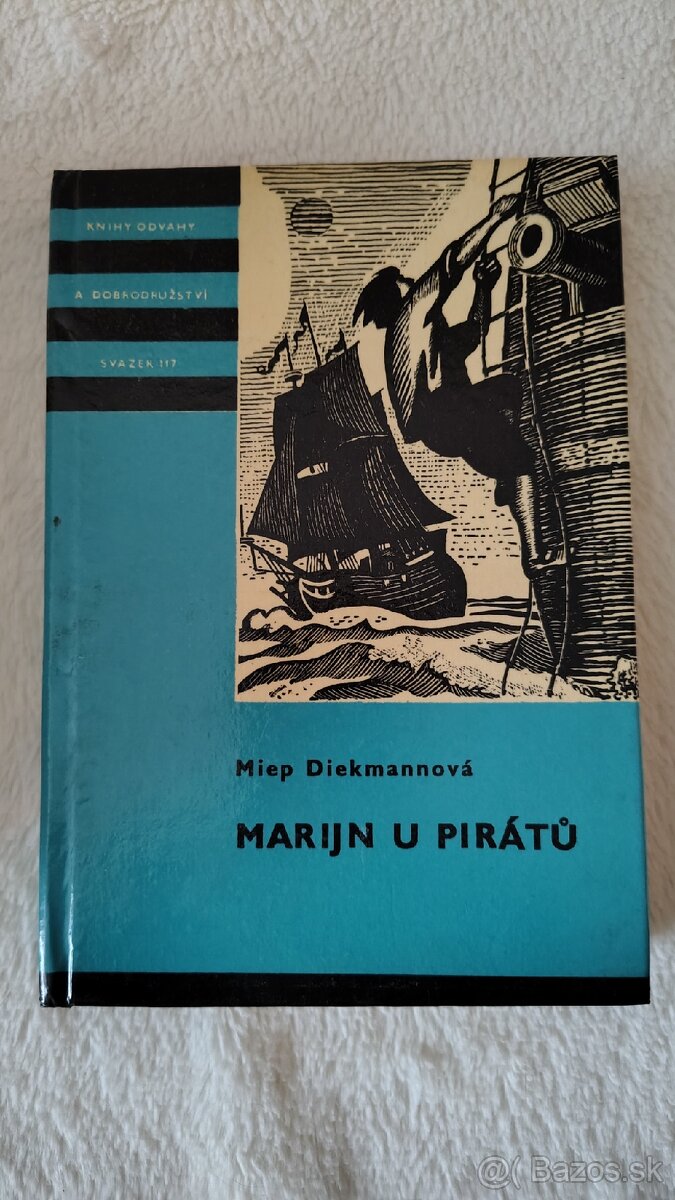 KNIHY ODVAHY
A DOBRODRUŽSTVÍ
SVAZEK 117
Miep Diekmannová
MARIJN U PIRÁTŮ
@( Bazos.sk